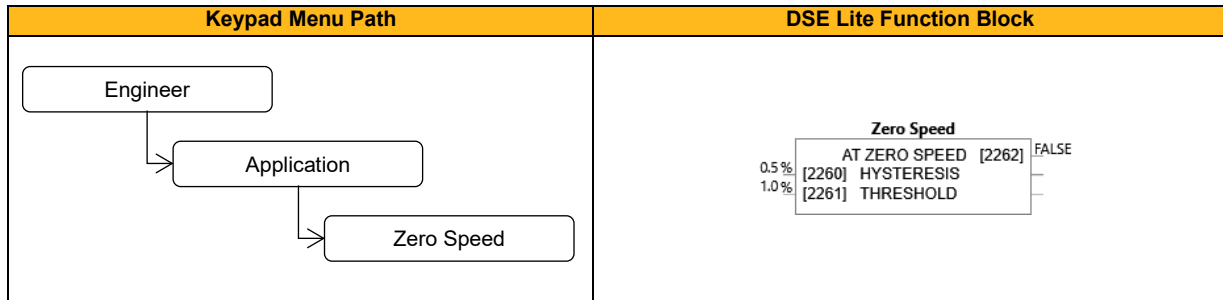 Keypad Menu Path
DSE Lite Function Block
Engineer
Application
Zero Speed
Zero Speed
AT ZERO SPEED [2262] FALSE
0.5 % [2260] HYSTERESIS
1.0 % [2261] THRESHOLD